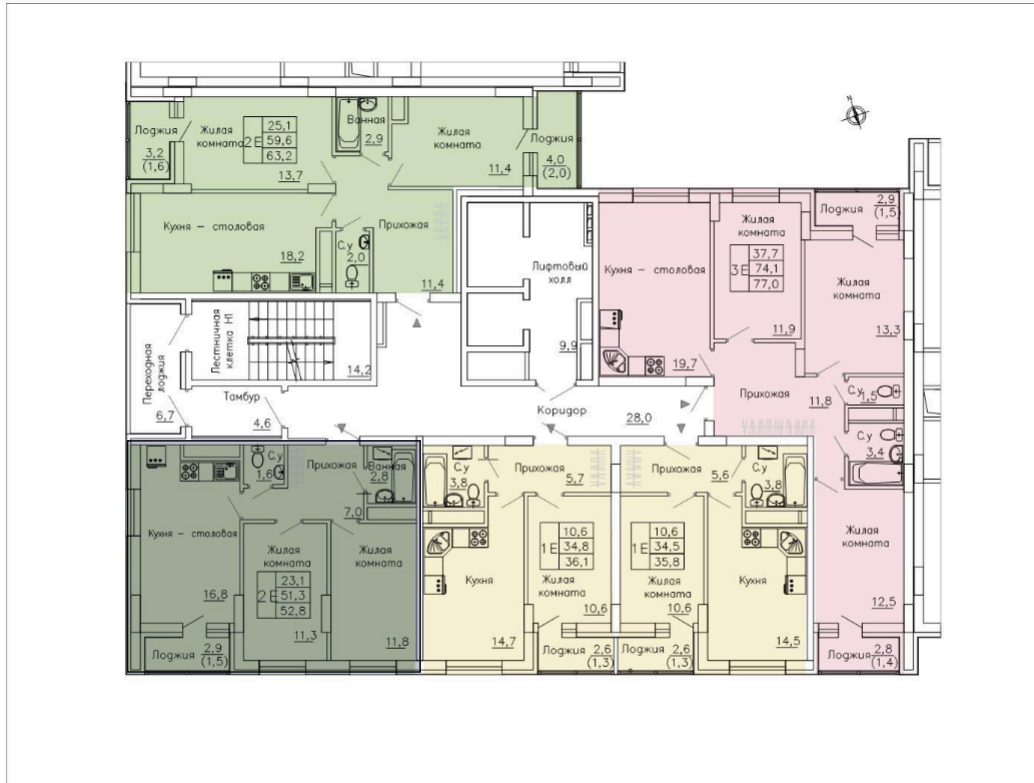 N
Лоджия
3,2
(1,6)
Жилая
комната
2 Е
25,1
59,6
63,2
13,7
Ванная
2,9
Жилая
комната
11,4
Лоджия
4,0
(2,0)
Кухня – столовая
18,2
С.у
2,0
Прихожая
11,4
Лифтовый
холл
9,9
Кухня – столовая
19,7
Жилая
комната
3 Е
37,7
74,1
77,0
11,9
Лоджия
2,9
(1,5)
Жилая
комната
13,3
Переходная
лоджия
6,7
Лестничная
клетка Н1
14,2
Тамбур
4,6
Коридор
28,0
Прихожая
11,8
С.у
1,5
С.у
3,4
Жилая
комната
12,5
Лоджия
2,8
(1,4)
Кухня – столовая
16,8
С.у
1,6
Прихожая
7,0
Ванная
2,8
Жилая
комната
2 Е
23,1
51,3
52,8
11,3
Жилая
комната
11,8
Лоджия
2,9
(1,5)
С.у
3,8
Прихожая
5,7
Кухня
14,7
1 Е
10,6
34,8
36,1
Жилая
комната
10,6
Лоджия
2,6
(1,3)
Прихожая
5,6
С.у
3,8
1 Е
10,6
34,5
35,8
Жилая
комната
10,6
Кухня
14,5
Лоджия
2,6
(1,3)